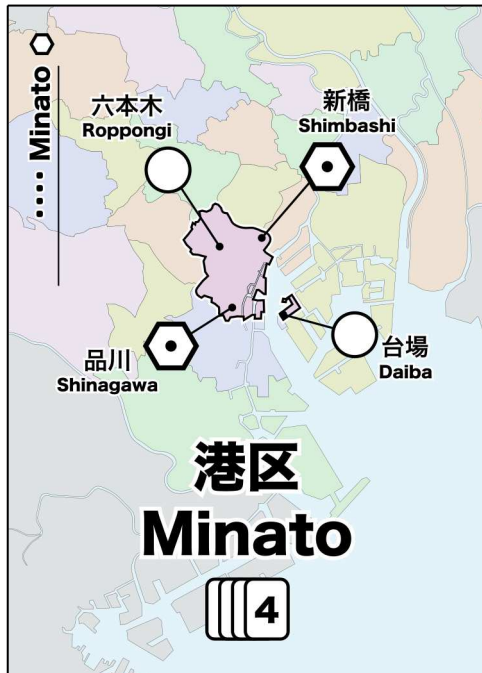 ···· Minato
六本木
Roppongi
新橋
Shimbashi
品川
Shinagawa
台場
Daiba
港区
Minato
4